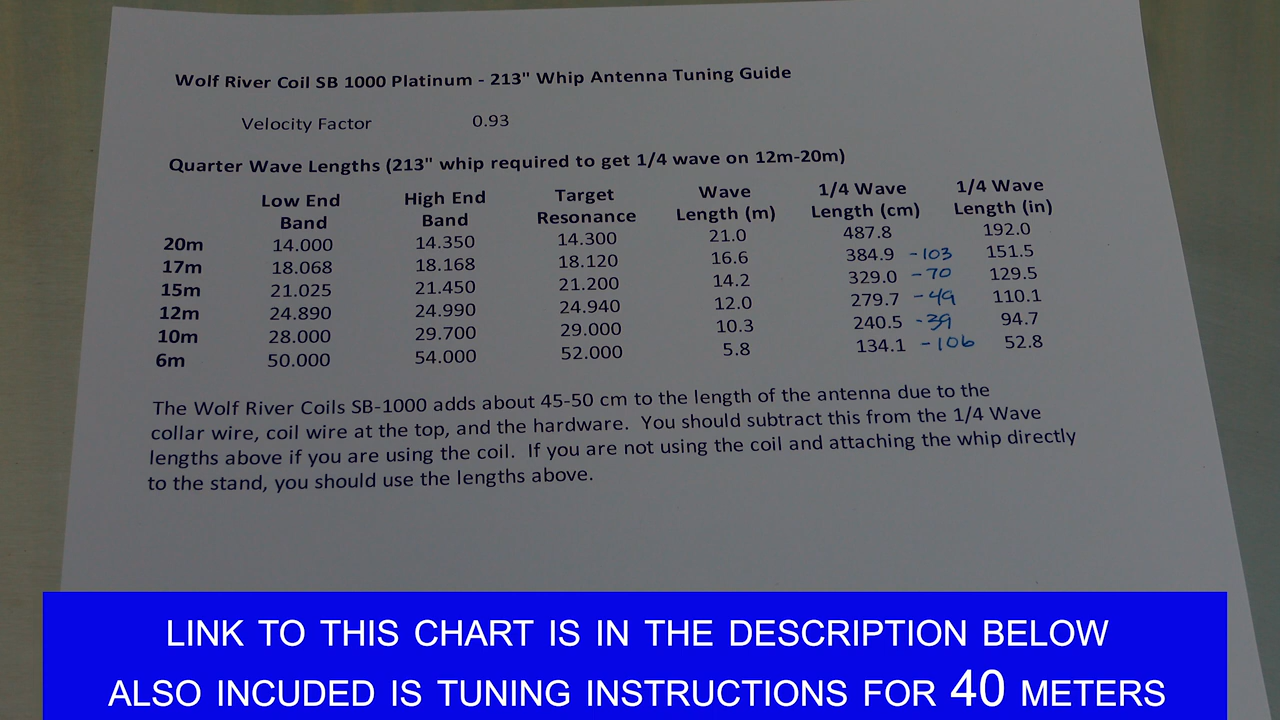 Wolf River Coil SB 1000 Platinum - 213" Whip Antenna Tuning Guide
Velocity Factor 0.93
Quarter Wave Lengths (213" whip required to get 1/4 wave on 12m-20m)
Low End High End Target Wave 1/4 Wave 1/4 Wave
Band Band Resonance Length (m) Length (cm) Length (in)
20m 14.000 14.350 14.300 21.0 487.8 192.0
17m 18.068 18.168 18.120 16.6 384.9 -103 151.5
15m 21.025 21.450 21.200 14.2 329.0 -70 129.5
12m 24.890 24.990 24.940 12.0 279.7 -49 110.1
10m 28.000 29.700 29.000 10.3 240.5 -39 94.7
6m 50.000 54.000 52.000 5.8 134.1 -106 52.8
The Wolf River Coils SB-1000 adds about 45-50 cm to the length of the antenna due to the
collar wire, coil wire at the top, and the hardware. You should subtract this from the 1/4 Wave
lengths above if you are using the coil. If you are not using the coil and attaching the whip directly
to the stand, you should use the lengths above.
LINK TO THIS CHART IS IN THE DESCRIPTION BELOW
ALSO INCUDED IS TUNING INSTRUCTIONS FOR 40 METERS